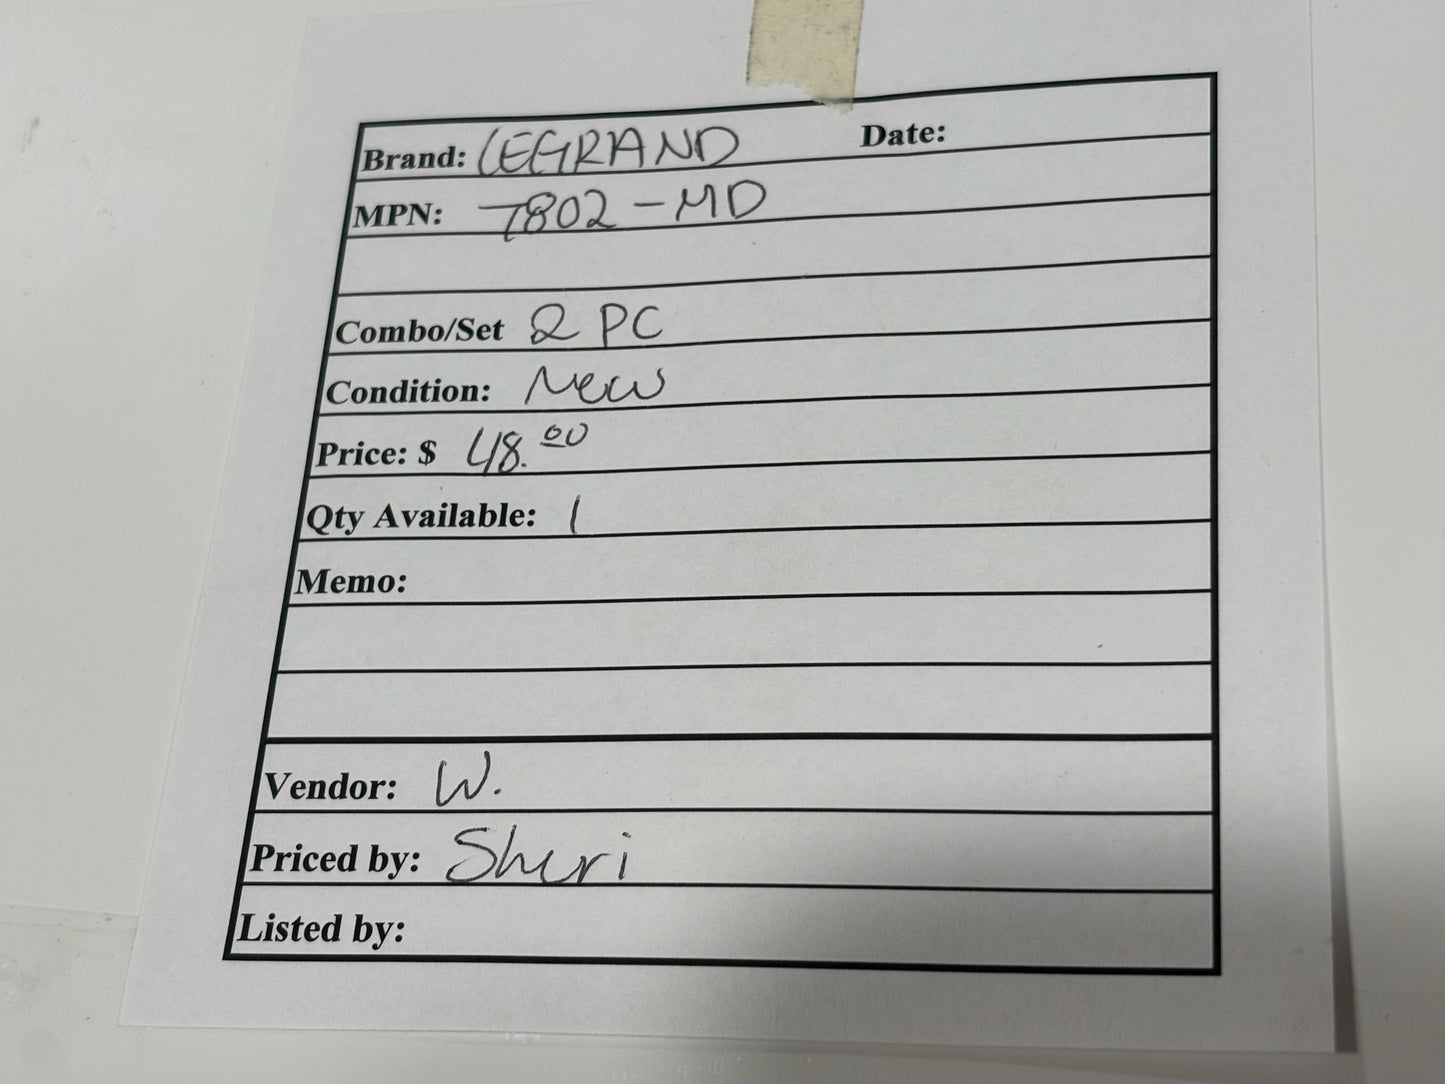 Brand: LEGRAND Date:
MPN: 7802-MD
Combo/Set 2 PC
Condition: New
Price: $ 48.00
Qty Available: 1
Memo:
Vendor: W.
Priced by: Sheri
Listed by: